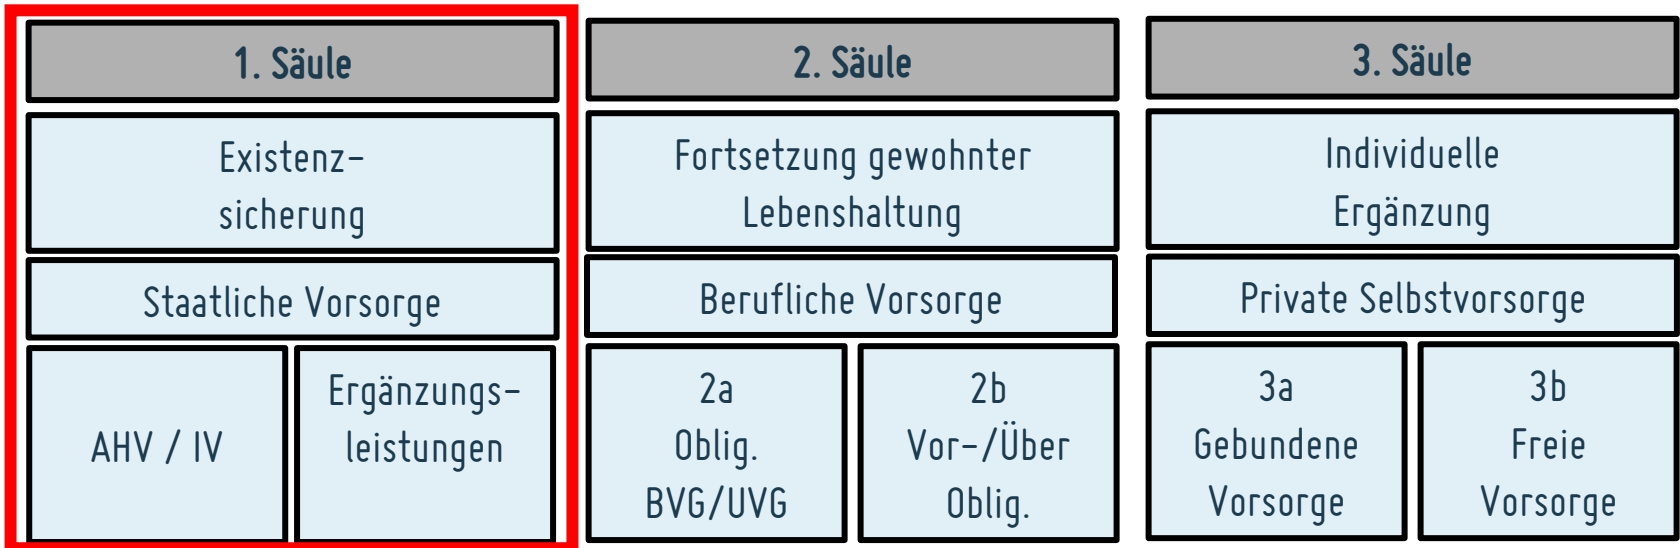 1. Säule
Existenz-
sicherung
Staatliche Vorsorge
AHV / IV
Ergänzungs-
leistungen
2. Säule
Fortsetzung gewohnter
Lebenshaltung
Berufliche Vorsorge
2a
Oblig.
BVG/UVG
2b
Vor-/Über
Oblig.
3. Säule
Individuelle
Ergänzung
Private Selbstvorsorge
3a
Gebundene
Vorsorge
3b
Freie
Vorsorge